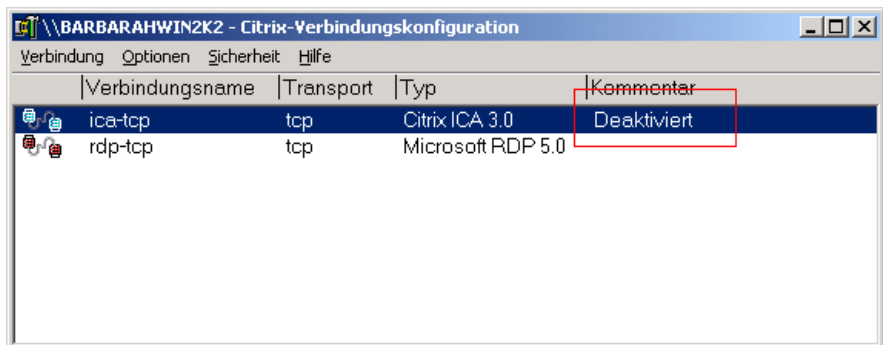 \\BARBARAHWIN2K2 - Citrix-Verbindungskonfiguration
Verbindung Optionen Sicherheit Hilfe
Verbindungsname Transport Typ Kommentar
ica-tcp tcp Citrix ICA 3.0 Deaktiviert
rdp-tcp tcp Microsoft RDP 5.0